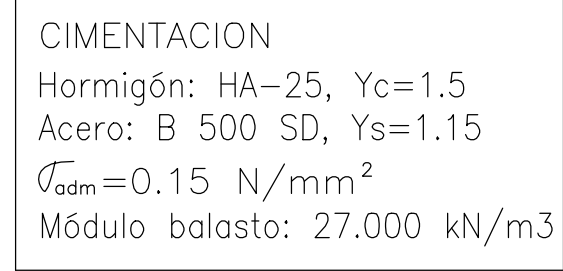 CIMENTACION
Hormigón: HA-25, Yc=1.5
Acero: B 500 SD, Ys=1.15
σadm=0.15 N/mm²
Módulo balasto: 27.000 kN/m3